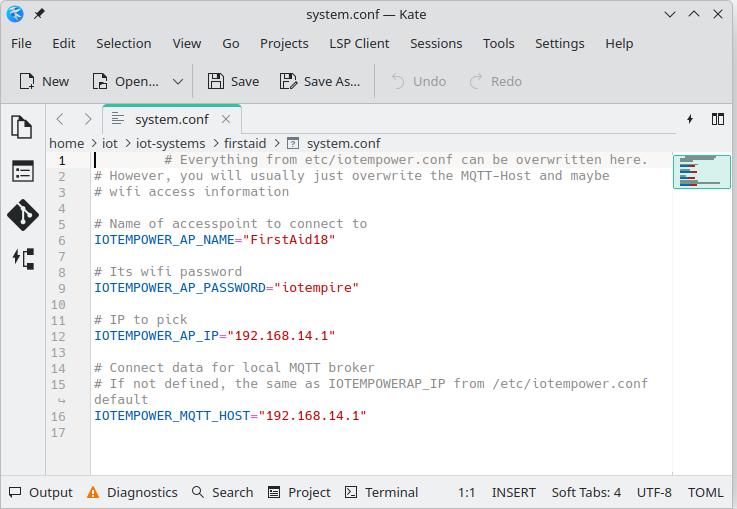 system.conf — Kate
File Edit Selection View Go Projects LSP Client Sessions Tools Settings Help
New Open... Save Save As... Undo Redo
system.conf
home > iot > iot-systems > firstaid > system.conf
1 # Everything from etc/iotempower.conf can be overwritten here.
2 # However, you will usually just overwrite the MQTT-Host and maybe
3 # wifi access information
4
5 # Name of accesspoint to connect to
6 IOTEMPOWER_AP_NAME="FirstAid18"
7
8 # Its wifi password
9 IOTEMPOWER_AP_PASSWORD="iotempire"
10
11 # IP to pick
12 IOTEMPOWER_AP_IP="192.168.14.1"
13
14 # Connect data for local MQTT broker
15 # If not defined, the same as IOTEMPOWERAP_IP from /etc/iotempower.conf
default
16 IOTEMPOWER_MQTT_HOST="192.168.14.1"
17
Output Diagnostics Search Project Terminal 1:1 INSERT Soft Tabs: 4 UTF-8 TOML